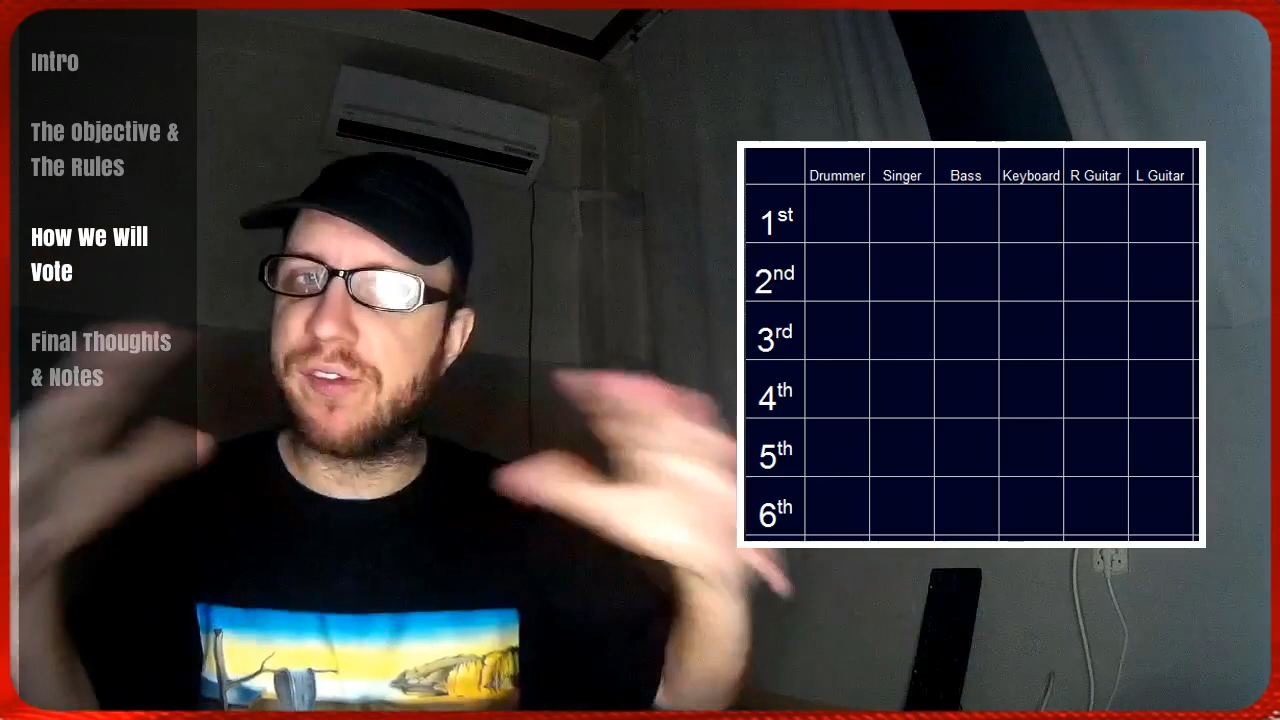 Intro
The Objective &
The Rules
How We Will
Vote
Final Thoughts
& Notes
Drummer Singer Bass Keyboard R Guitar L Guitar
1st
2nd
3rd
4th
5th
6th